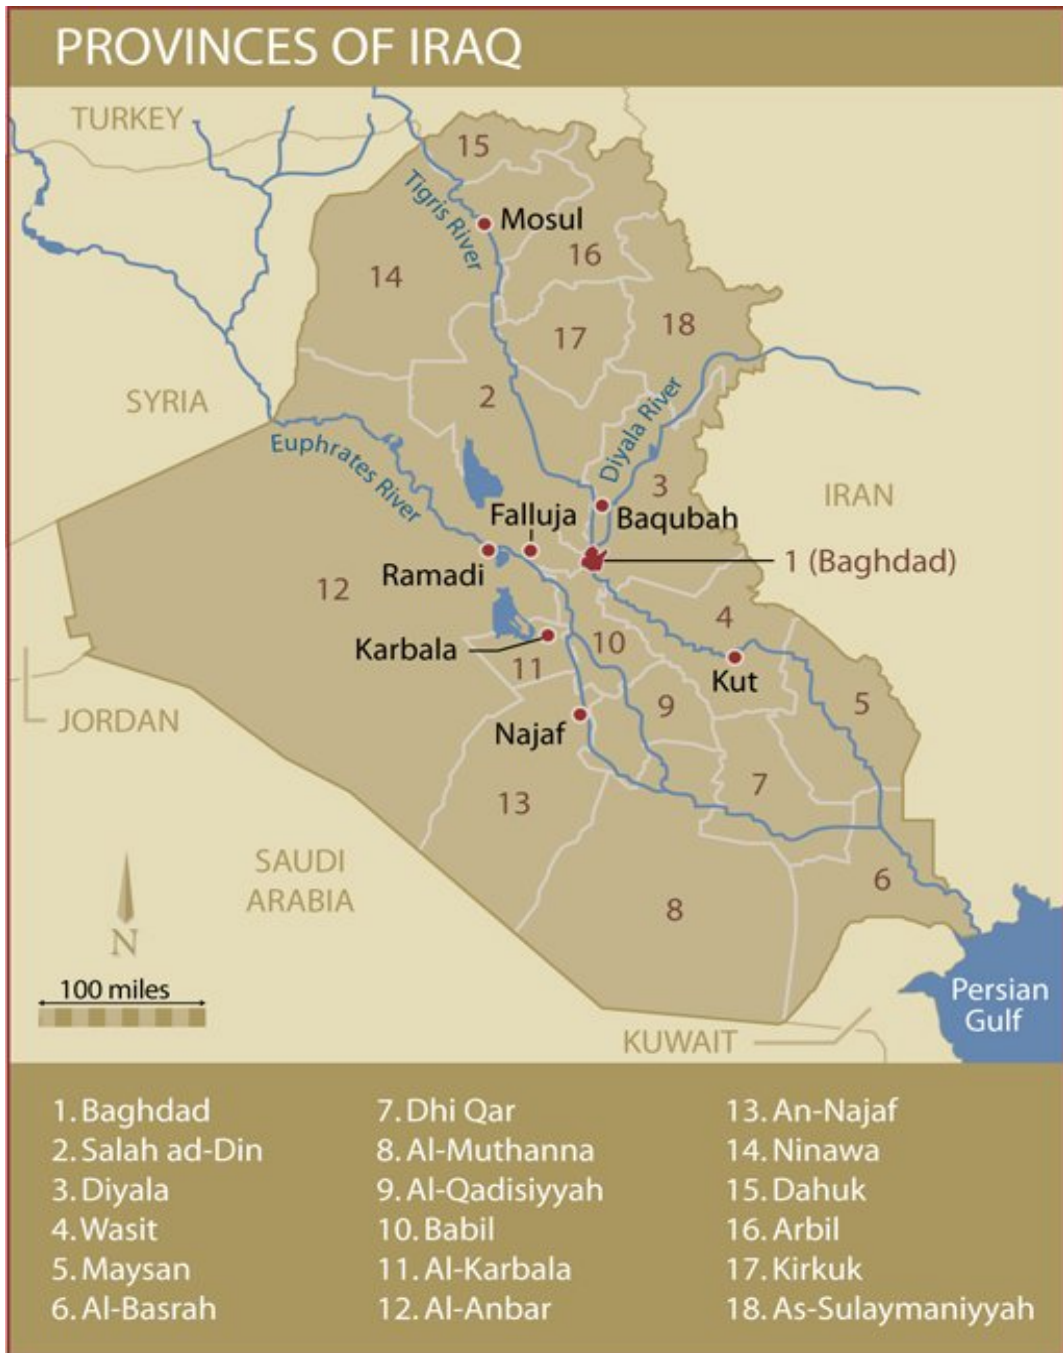 PROVINCES OF IRAQ
TURKEY
15
Tigris River
Mosul
16
14
18
17
SYRIA
2
Diyala River
Euphrates River
3
IRAN
Falluja
Baqubah
Ramadi
1 (Baghdad)
12
4
Karbala
10
11
Kut
9
5
JORDAN
Najaf
7
13
SAUDI
ARABIA
6
8
N
100 miles
Persian
Gulf
KUWAIT
1. Baghdad
2. Salah ad-Din
3. Diyala
4. Wasit
5. Maysan
6. Al-Basrah
7. Dhi Qar
8. Al-Muthanna
9. Al-Qadisiyyah
10. Babil
11. Al-Karbala
12. Al-Anbar
13. An-Najaf
14. Ninawa
15. Dahuk
16. Arbil
17. Kirkuk
18. As-Sulaymaniyyah